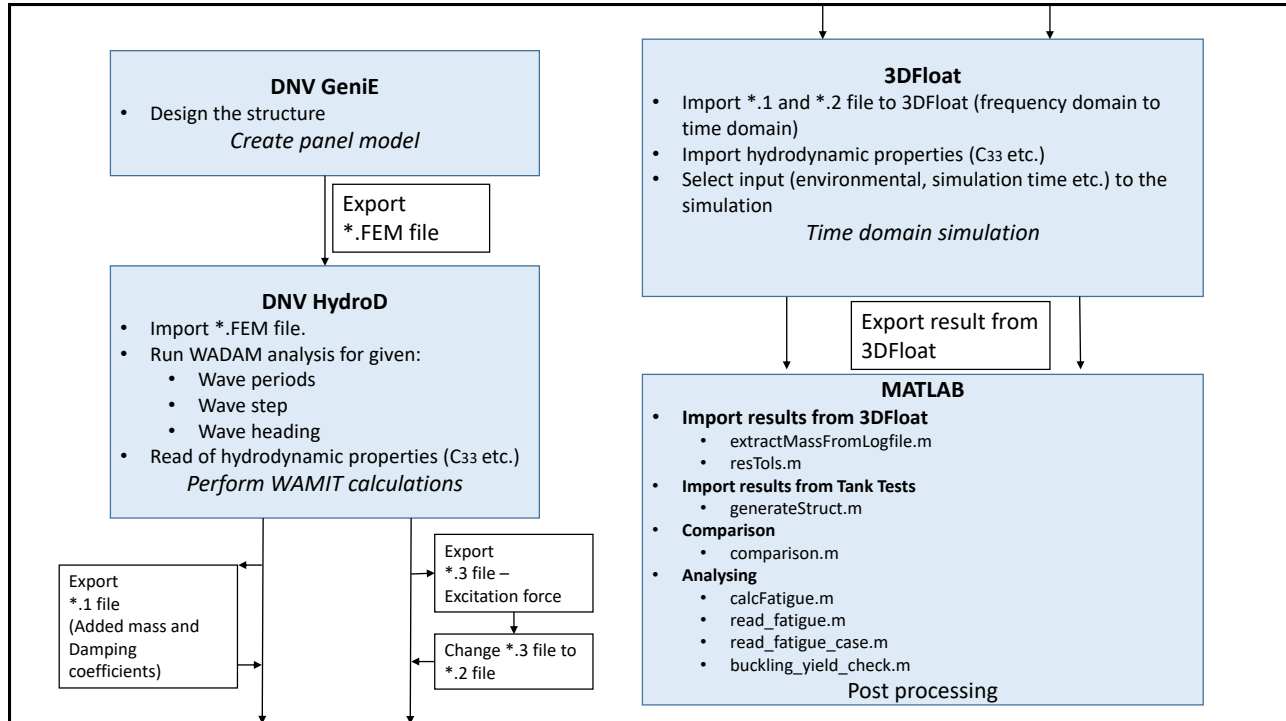 DNV GeniE
• Design the structure
Create panel model
Export
*.FEM file
DNV HydroD
• Import *.FEM file.
• Run WADAM analysis for given:
• Wave periods
• Wave step
• Wave heading
• Read of hydrodynamic properties (C33 etc.)
Perform WAMIT calculations
Export
*.1 file
(Added mass and
Damping
coefficients)
Export
*.3 file –
Excitation force
Change *.3 file to
*.2 file
3DFloat
• Import *.1 and *.2 file to 3DFloat (frequency domain to
time domain)
• Import hydrodynamic properties (C33 etc.)
• Select input (environmental, simulation time etc.) to the
simulation
Time domain simulation
Export result from
3DFloat
MATLAB
• Import results from 3DFloat
• extractMassFromLogfile.m
• resTols.m
• Import results from Tank Tests
• generateStruct.m
• Comparison
• comparison.m
• Analysing
• calcFatigue.m
• read_fatigue.m
• read_fatigue_case.m
• buckling_yield_check.m
Post processing